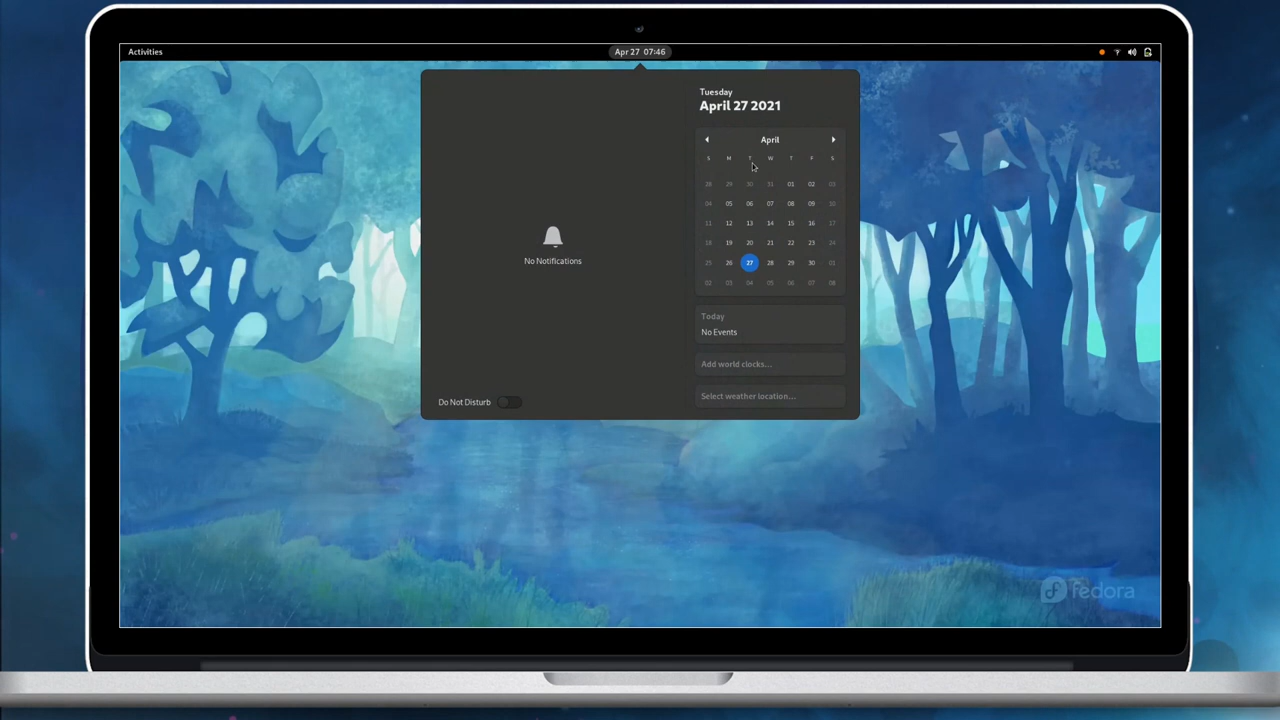 Activities
Apr 27 07:46
Tuesday
April 27 2021
April
S M T W T F S
28 29 30 31 01 02 03
04 05 06 07 08 09 10
11 12 13 14 15 16 17
18 19 20 21 22 23 24
25 26 27 28 29 30 01
02 03 04 05 06 07 08
No Notifications
Today
No Events
Add world clocks...
Select weather location...
Do Not Disturb
fedora